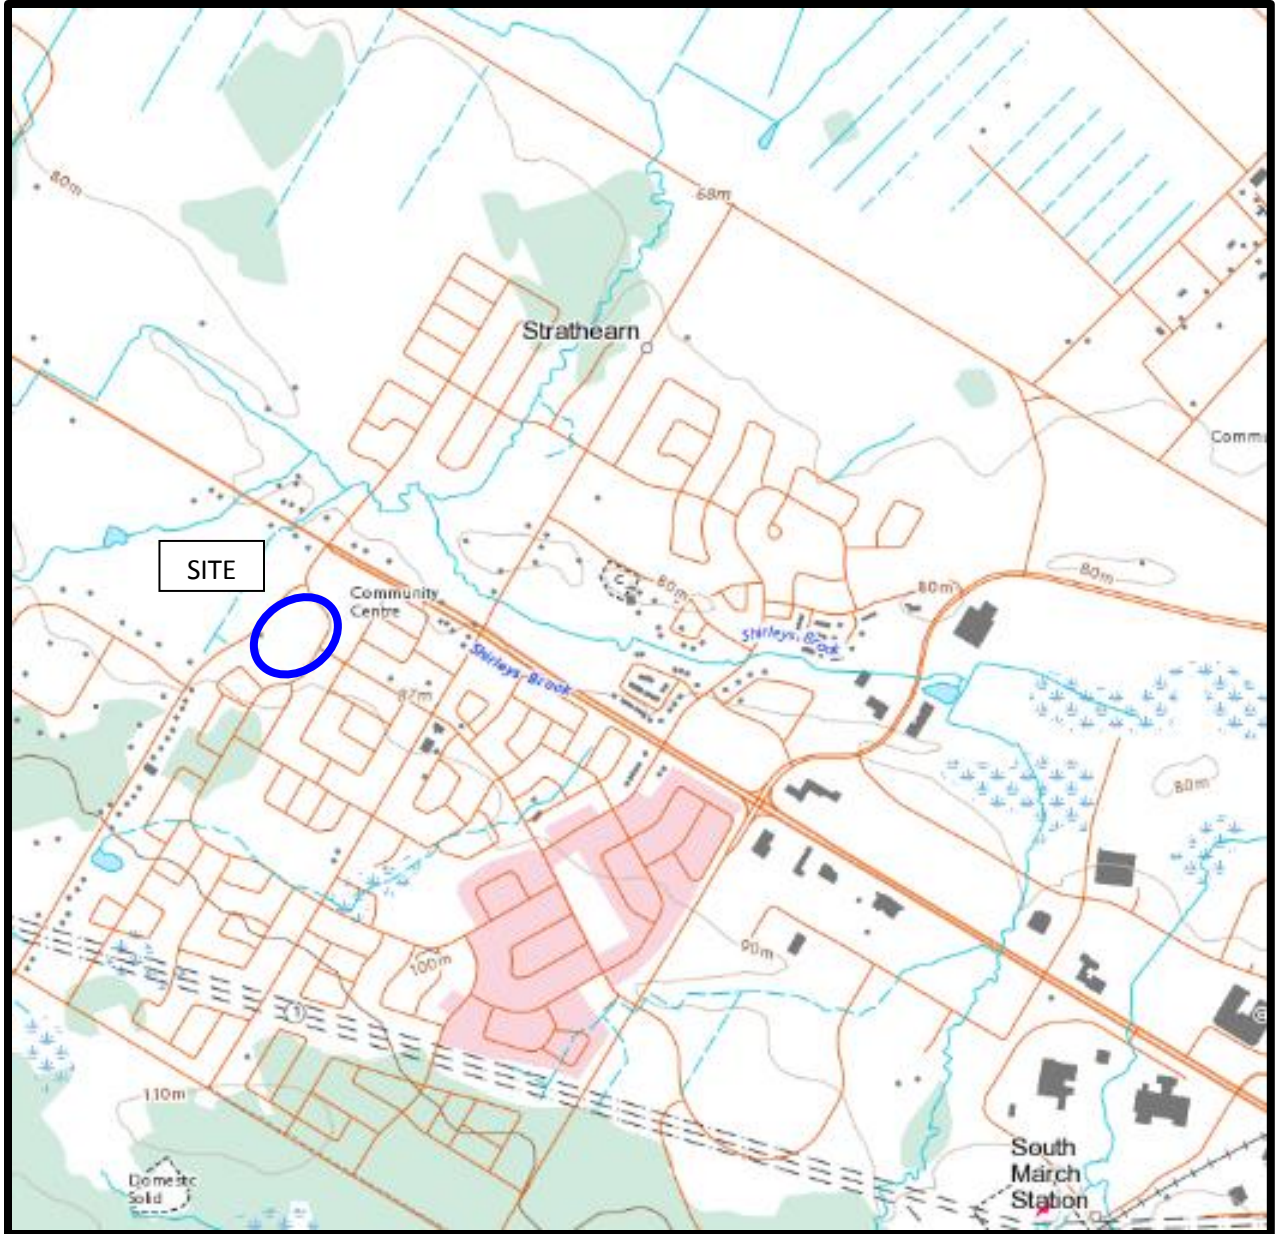 80m
68m
Strathearn
Commu
SITE
Community
Centre
C
80m
80m
80m
Shirleys Brook
Shirleys Brook
87m
80m
90m
100m
1
110m
Domestic
Solid
South
March
Station